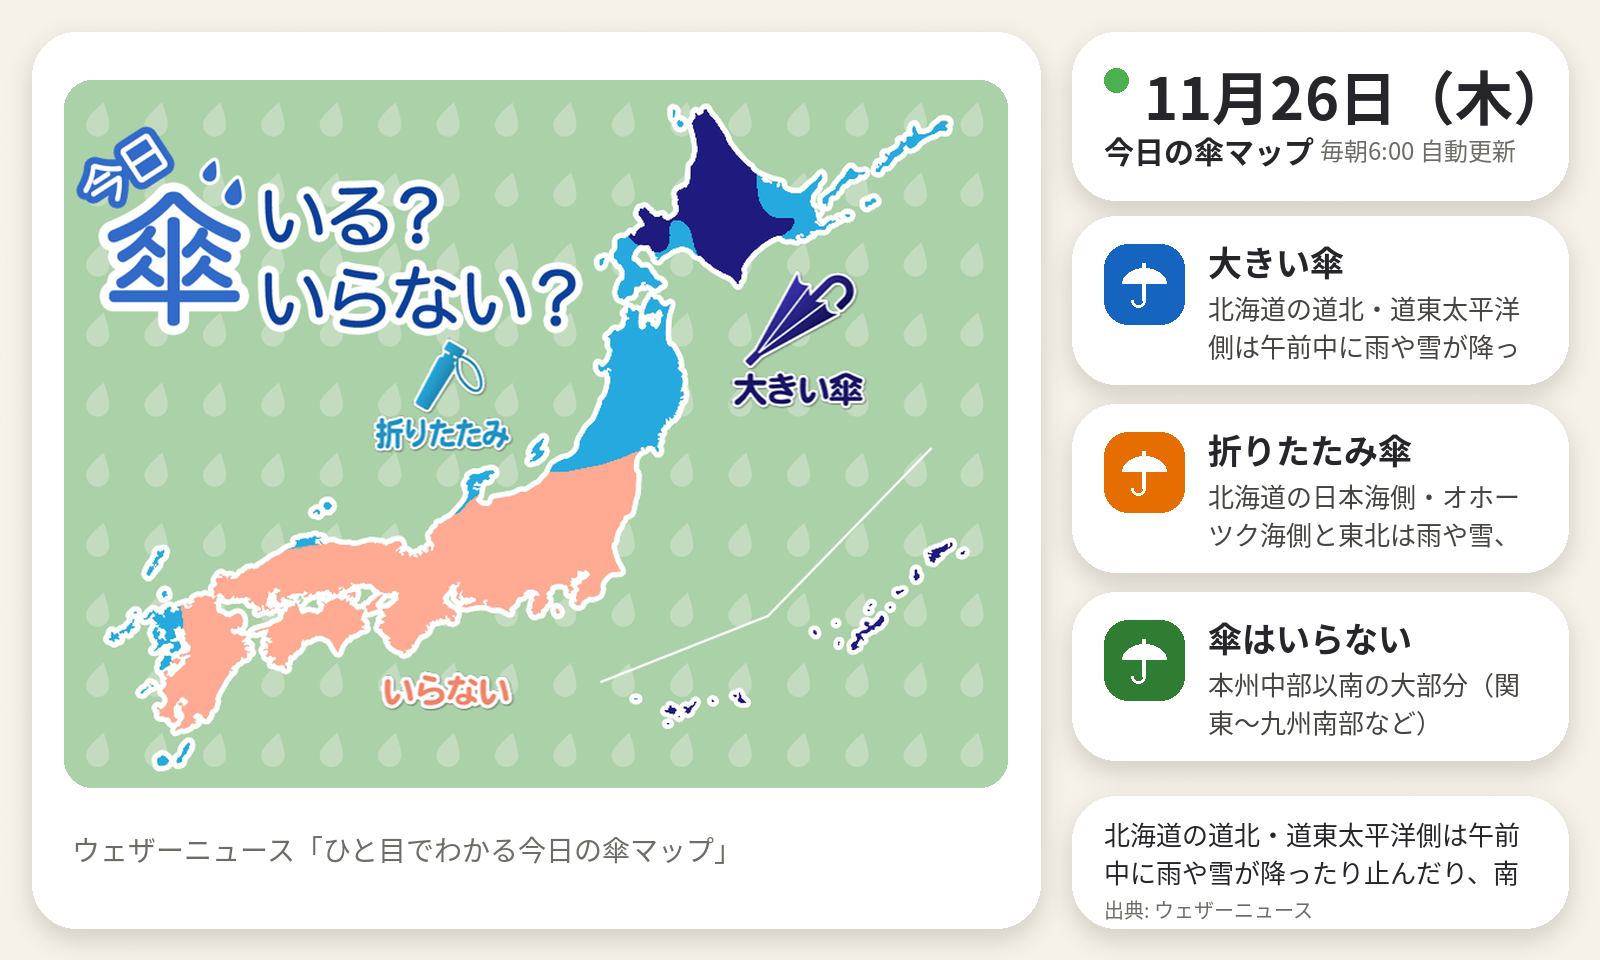 今日
傘
いる?
いらない?
折りたたみ
大きい傘
いらない
ウェザーニュース「ひと目でわかる今日の傘マップ」
11月26日（木）
今日の傘マップ 毎朝6:00 自動更新
大きい傘
北海道の道北・道東太平洋
側は午前中に雨や雪が降っ
折りたたみ傘
北海道の日本海側・オホー
ツク海側と東北は雨や雪、
傘はいらない
本州中部以南の大部分（関
東～九州南部など）
北海道の道北・道東太平洋側は午前
中に雨や雪が降ったり止んだり、南
出典: ウェザーニュース